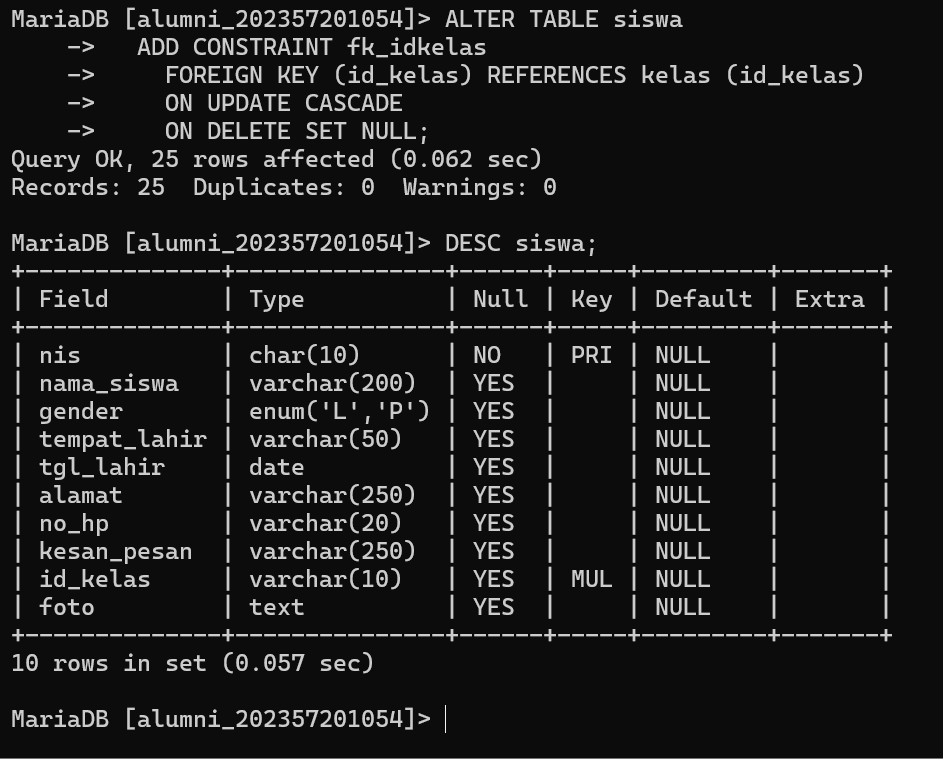 MariaDB [alumni_202357201054]> ALTER TABLE siswa
    ->   ADD CONSTRAINT fk_idkelas
    ->     FOREIGN KEY (id_kelas) REFERENCES kelas (id_kelas)
    ->     ON UPDATE CASCADE
    ->     ON DELETE SET NULL;
Query OK, 25 rows affected (0.062 sec)
Records: 25  Duplicates: 0  Warnings: 0

MariaDB [alumni_202357201054]> DESC siswa;
+--------------+---------------+------+-----+---------+-------+
| Field        | Type          | Null | Key | Default | Extra |
+--------------+---------------+------+-----+---------+-------+
| nis          | char(10)      | NO   | PRI | NULL    |       |
| nama_siswa   | varchar(200)  | YES  |     | NULL    |       |
| gender       | enum('L','P') | YES  |     | NULL    |       |
| tempat_lahir | varchar(50)   | YES  |     | NULL    |       |
| tgl_lahir    | date          | YES  |     | NULL    |       |
| alamat       | varchar(250)  | YES  |     | NULL    |       |
| no_hp        | varchar(20)   | YES  |     | NULL    |       |
| kesan_pesan  | varchar(250)  | YES  |     | NULL    |       |
| id_kelas     | varchar(10)   | YES  | MUL | NULL    |       |
| foto         | text          | YES  |     | NULL    |       |
+--------------+---------------+------+-----+---------+-------+
10 rows in set (0.057 sec)

MariaDB [alumni_202357201054]>